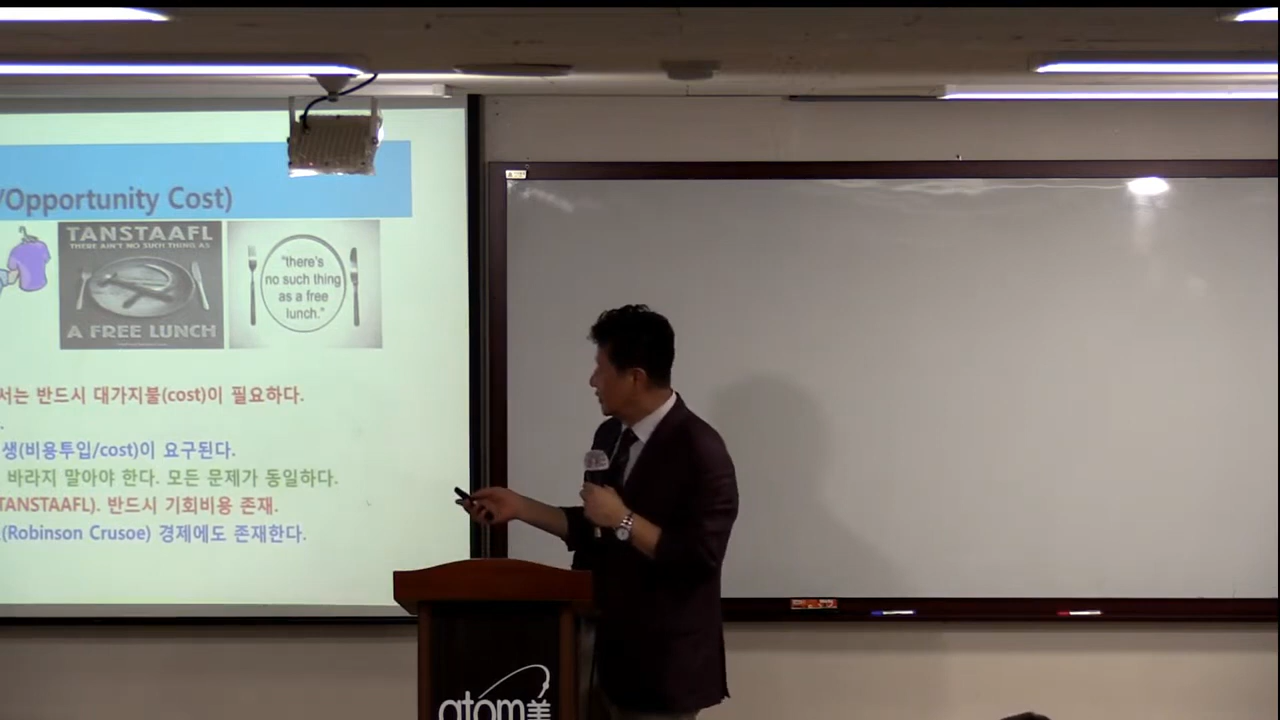 /Opportunity Cost)
TANSTAAFL
THERE AIN'T NO SUCH THING AS
A FREE LUNCH
"there's
no such thing
as a free
lunch."
서는 반드시 대가지불(cost)이 필요하다.
.
생(비용투입/cost)이 요구된다.
바라지 말아야 한다. 모든 문제가 동일하다.
TANSTAAFL). 반드시 기회비용 존재.
(Robinson Crusoe) 경제에도 존재한다.
atom美